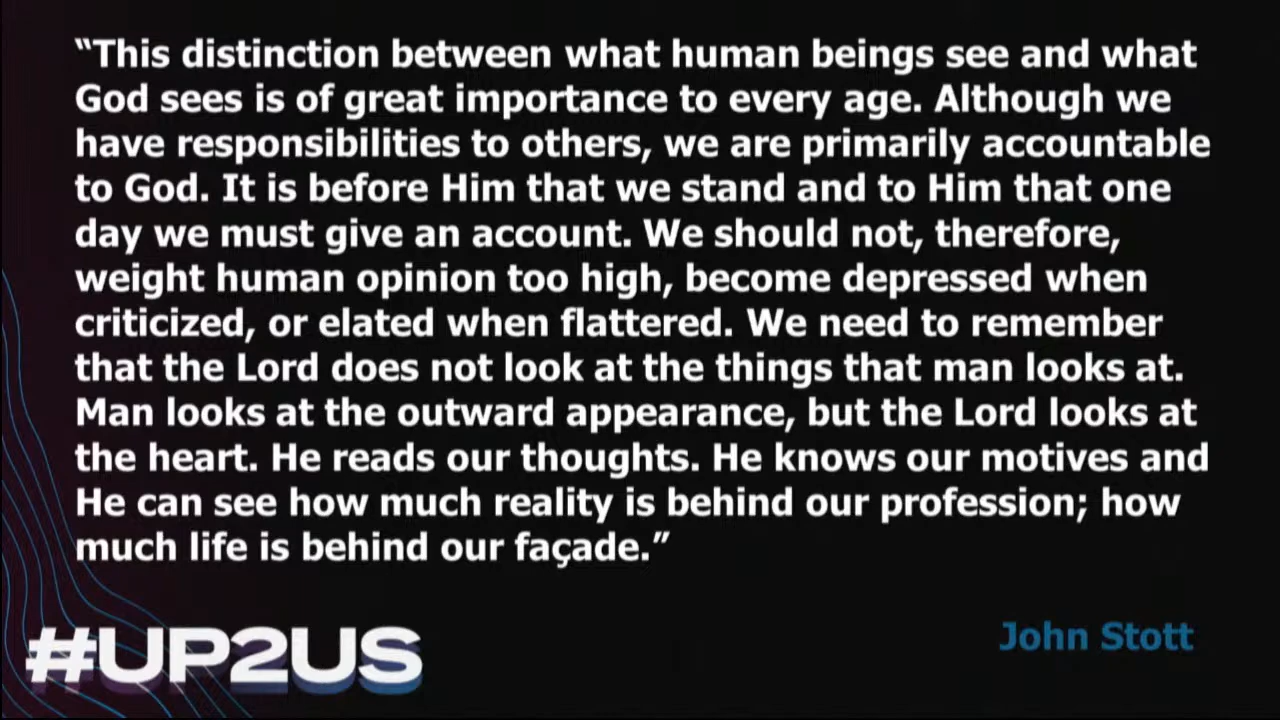 “This distinction between what human beings see and what
God sees is of great importance to every age. Although we
have responsibilities to others, we are primarily accountable
to God. It is before Him that we stand and to Him that one
day we must give an account. We should not, therefore,
weight human opinion too high, become depressed when
criticized, or elated when flattered. We need to remember
that the Lord does not look at the things that man looks at.
Man looks at the outward appearance, but the Lord looks at
the heart. He reads our thoughts. He knows our motives and
He can see how much reality is behind our profession; how
much life is behind our façade.”
John Stott
#UP2US